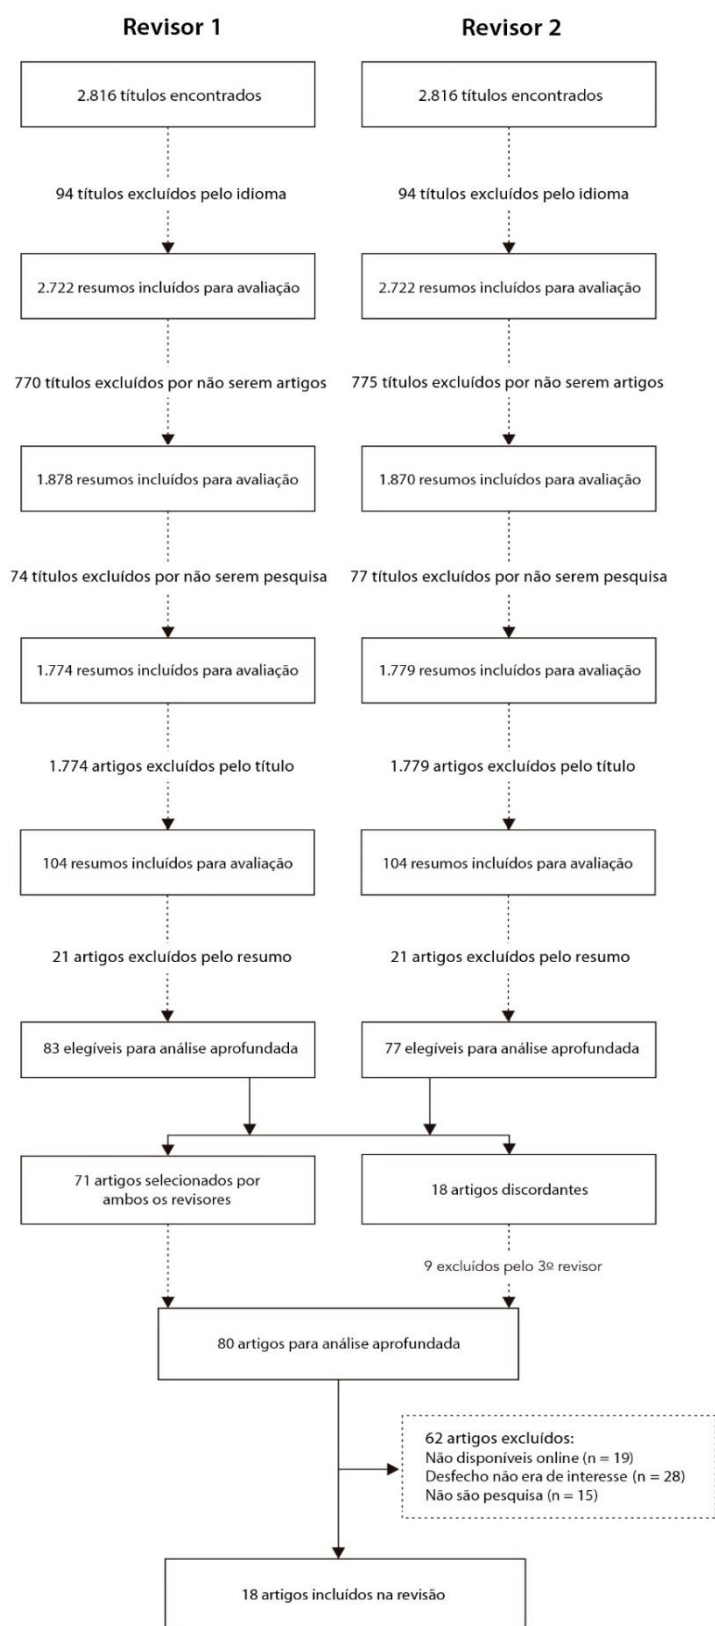 Revisor 1
Revisor 2
2.816 títulos encontrados
2.816 títulos encontrados
94 títulos excluídos pelo idioma
94 títulos excluídos pelo idioma
2.722 resumos incluídos para avaliação
2.722 resumos incluídos para avaliação
770 títulos excluídos por não serem artigos
775 títulos excluídos por não serem artigos
1.878 resumos incluídos para avaliação
1.870 resumos incluídos para avaliação
74 títulos excluídos por não serem pesquisa
77 títulos excluídos por não serem pesquisa
1.774 resumos incluídos para avaliação
1.779 resumos incluídos para avaliação
1.774 artigos excluídos pelo título
1.779 artigos excluídos pelo título
104 resumos incluídos para avaliação
104 resumos incluídos para avaliação
21 artigos excluídos pelo resumo
21 artigos excluídos pelo resumo
83 elegíveis para análise aprofundada
77 elegíveis para análise aprofundada
71 artigos selecionados por
ambos os revisores
18 artigos discordantes
9 excluídos pelo 3º revisor
80 artigos para análise aprofundada
62 artigos excluídos:
Não disponíveis online (n = 19)
Desfecho não era de interesse (n = 28)
Não são pesquisa (n = 15)
18 artigos incluídos na revisão